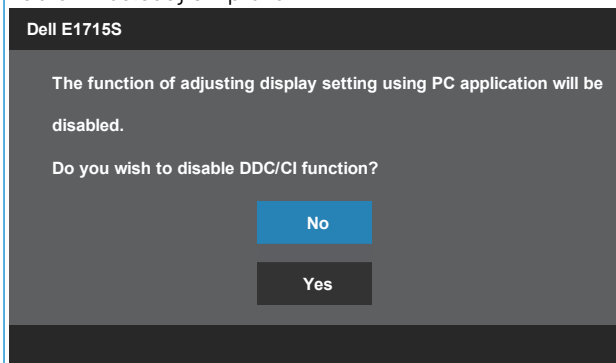 Dell E1715S
The function of adjusting display setting using PC application will be
disabled.
Do you wish to disable DDC/CI function?
No
Yes